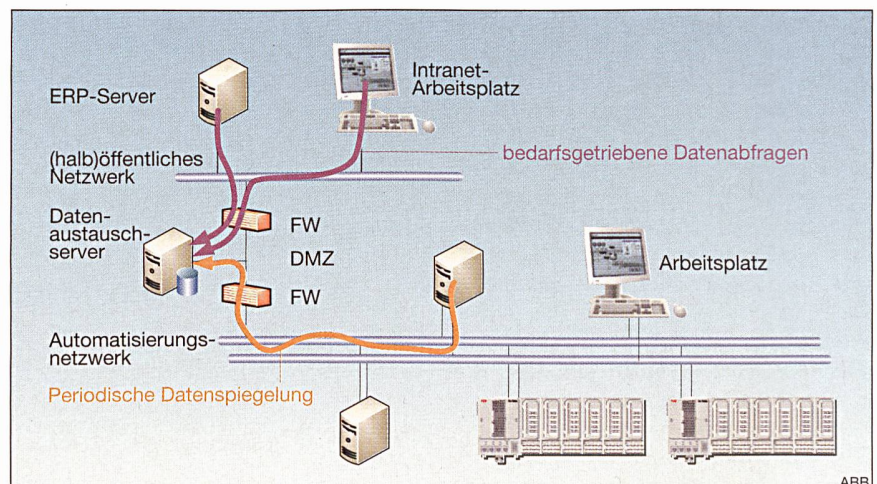 ERP-Server
Intranet-
Arbeitsplatz
(halb)öffentliches
Netzwerk
bedarfsgetriebene Datenabfragen
Daten-
austausch-
server
FW
DMZ
FW
Arbeitsplatz
Automatisierungs-
netzwerk
Periodische Datenspiegelung
ABB